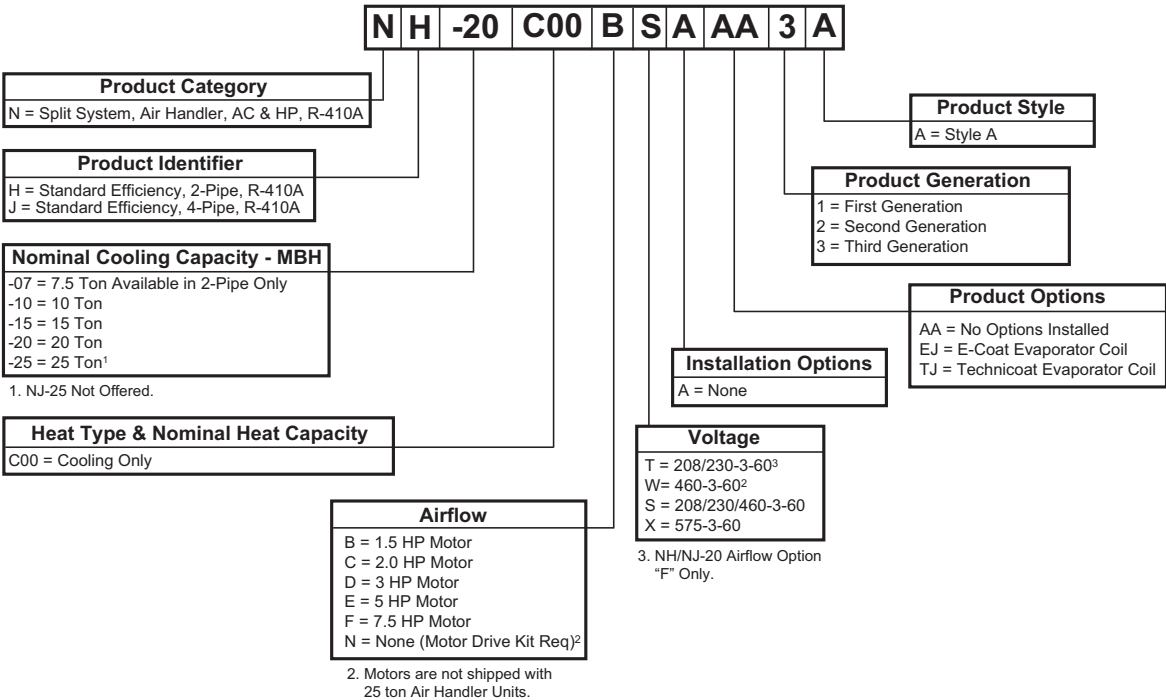 N H -20 C00 B S A AA 3 A
Product Category
N = Split System, Air Handler, AC & HP, R-410A
Product Identifier
H = Standard Efficiency, 2-Pipe, R-410A
J = Standard Efficiency, 4-Pipe, R-410A
Nominal Cooling Capacity - MBH
-07 = 7.5 Ton Available in 2-Pipe Only
-10 = 10 Ton
-15 = 15 Ton
-20 = 20 Ton
-25 = 25 Ton¹
1. NJ-25 Not Offered.
Heat Type & Nominal Heat Capacity
C00 = Cooling Only
Airflow
B = 1.5 HP Motor
C = 2.0 HP Motor
D = 3 HP Motor
E = 5 HP Motor
F = 7.5 HP Motor
N = None (Motor Drive Kit Req)²
2. Motors are not shipped with
25 ton Air Handler Units.
Voltage
T = 208/230-3-60³
W= 460-3-60²
S = 208/230/460-3-60
X = 575-3-60
3. NH/NJ-20 Airflow Option
“F” Only.
Installation Options
A = None
Product Options
AA = No Options Installed
EJ = E-Coat Evaporator Coil
TJ = Technicoat Evaporator Coil
Product Generation
1 = First Generation
2 = Second Generation
3 = Third Generation
Product Style
A = Style A